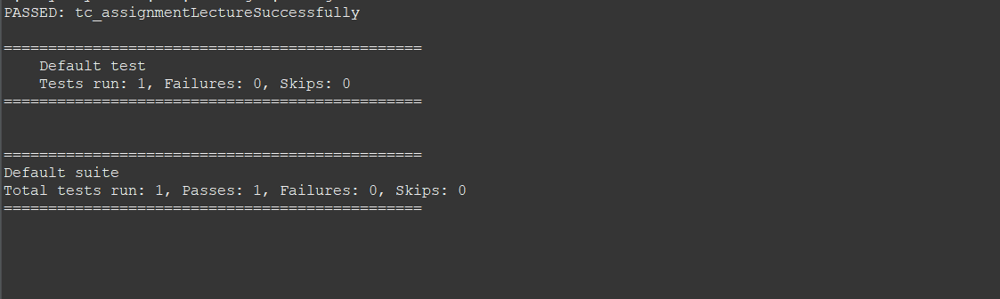 PASSED: tc_assignmentLectureSuccessfully
===============================================
    Default test
    Tests run: 1, Failures: 0, Skips: 0
===============================================
===============================================
Default suite
Total tests run: 1, Passes: 1, Failures: 0, Skips: 0
===============================================